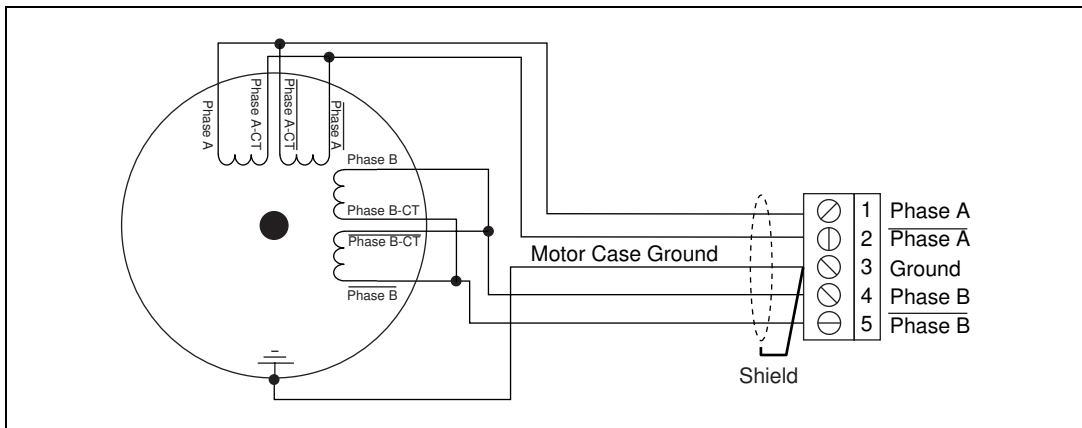 Phase A
Phase A-CT
Phase A-CT
Phase A
Phase B
Phase B-CT
Phase B-CT
Phase B
Motor Case Ground
Shield
1 Phase A
2 Phase A
3 Ground
4 Phase B
5 Phase B